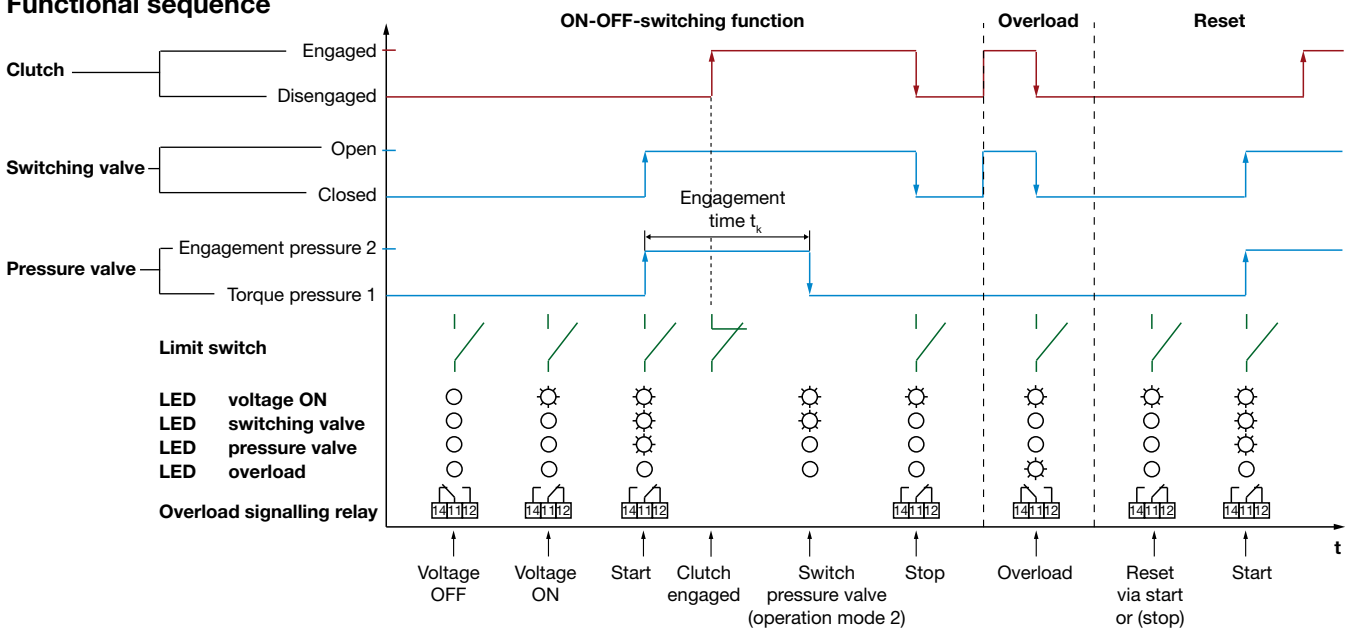 Functional sequence
ON-OFF-switching function
Overload
Reset
Clutch
Engaged
Disengaged
Switching valve
Open
Closed
Engagement
time tk
Pressure valve
Engagement pressure 2
Torque pressure 1
Limit switch
LED voltage ON
LED switching valve
LED pressure valve
LED overload
Overload signalling relay
14 11 12
14 11 12
14 11 12
14 11 12
14 11 12
14 11 12
14 11 12
t
Voltage
OFF
Voltage
ON
Start
Clutch
engaged
Switch
pressure valve
(operation mode 2)
Stop
Overload
Reset
via start
or (stop)
Start